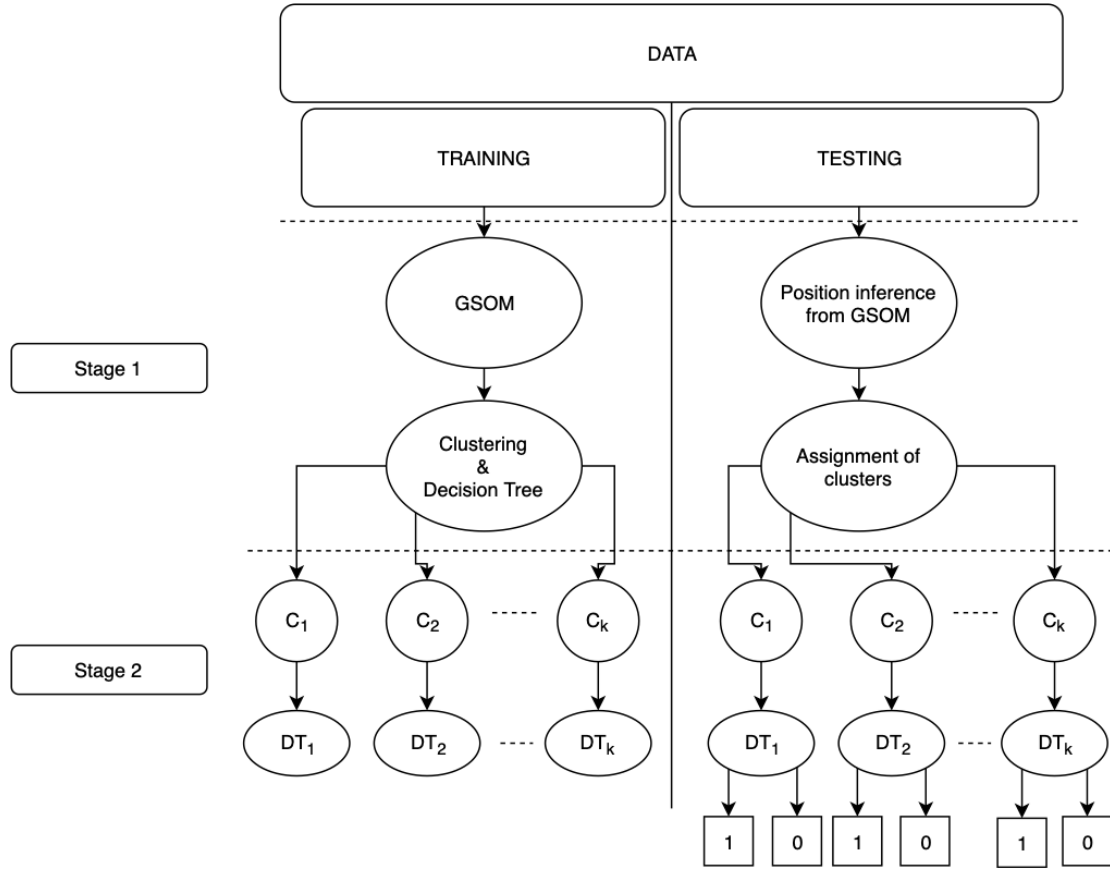 DATA
TRAINING
TESTING
GSOM
Position inference
from GSOM
Stage 1
Clustering
&
Decision Tree
Assignment of
clusters
C1
C2
Ck
C1
C2
Ck
Stage 2
DT1
DT2
DTk
DT1
DT2
DTk
1
0
1
0
1
0